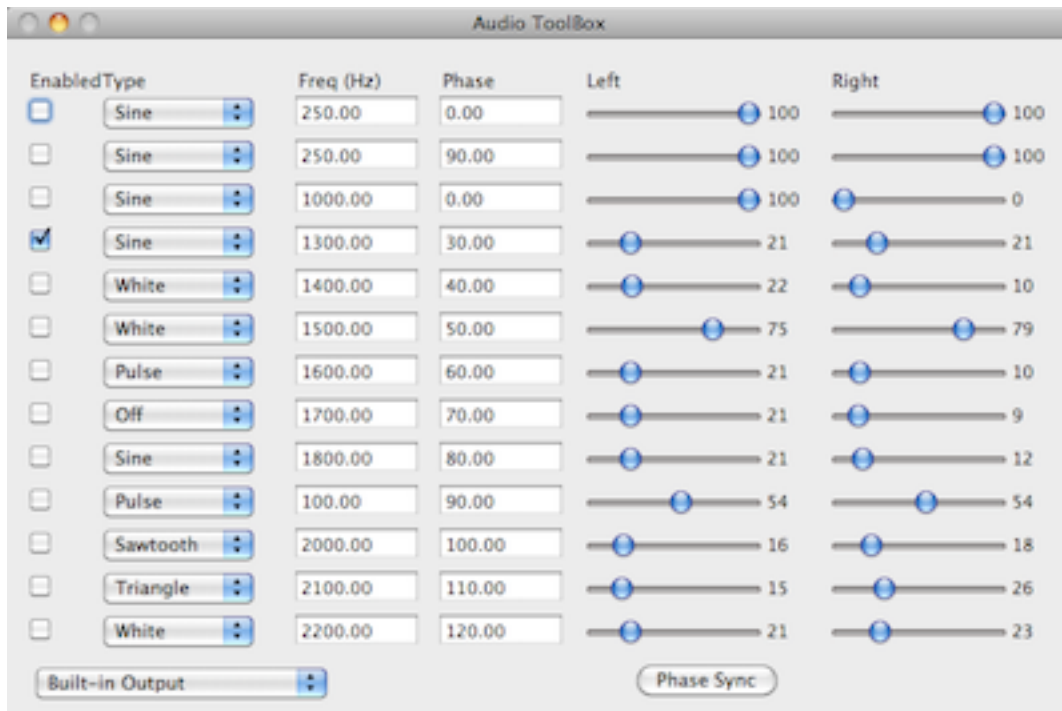 Audio ToolBox
Enabled Type Freq (Hz) Phase Left Right
Sine 250.00 0.00 100 100
Sine 250.00 90.00 100 100
Sine 1000.00 0.00 100 0
Sine 1300.00 30.00 21 21
White 1400.00 40.00 22 10
White 1500.00 50.00 75 79
Pulse 1600.00 60.00 21 10
Off 1700.00 70.00 21 9
Sine 1800.00 80.00 21 12
Pulse 100.00 90.00 54 54
Sawtooth 2000.00 100.00 16 18
Triangle 2100.00 110.00 15 26
White 2200.00 120.00 21 23
Built-in Output Phase Sync